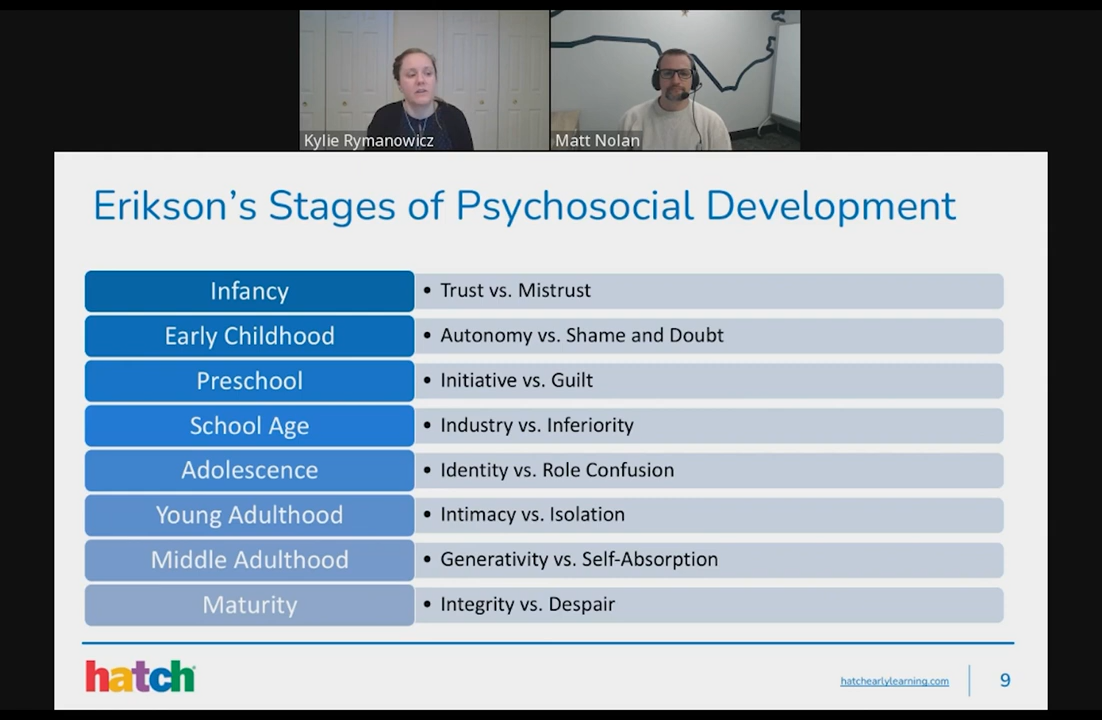 Kylie Rymanowicz
Matt Nolan
Erikson’s Stages of Psychosocial Development
Infancy
• Trust vs. Mistrust
Early Childhood
• Autonomy vs. Shame and Doubt
Preschool
• Initiative vs. Guilt
School Age
• Industry vs. Inferiority
Adolescence
• Identity vs. Role Confusion
Young Adulthood
• Intimacy vs. Isolation
Middle Adulthood
• Generativity vs. Self-Absorption
Maturity
• Integrity vs. Despair
hatch
hatchearlylearning.com
9